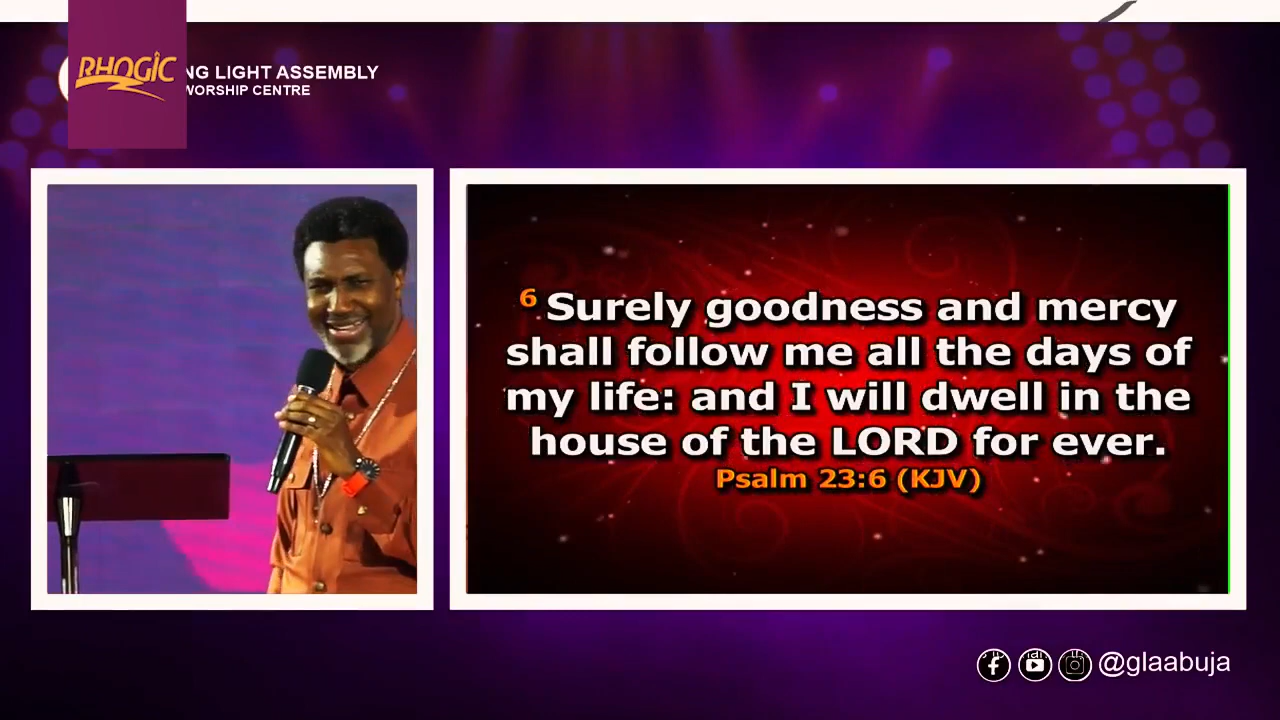 RHOGIC
NG LIGHT ASSEMBLY
WORSHIP CENTRE
6 Surely goodness and mercy
shall follow me all the days of
my life: and I will dwell in the
house of the LORD for ever.
Psalm 23:6 (KJV)
@glaabuja